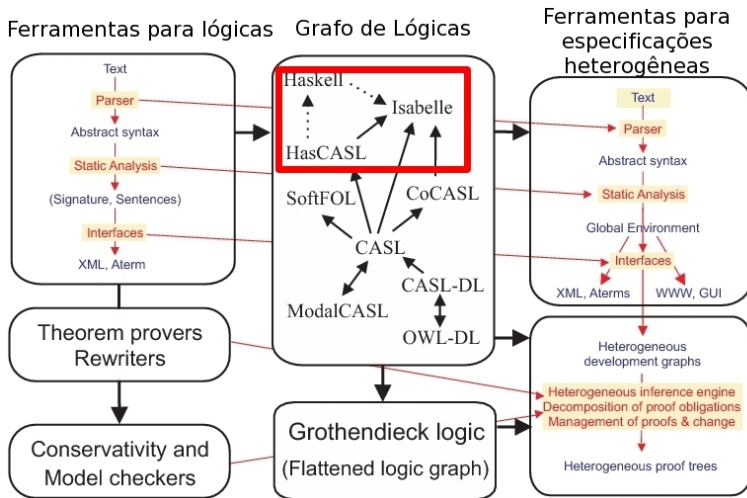 Ferramentas para lógicas
Text
Parser
Abstract syntax
Static Analysis
(Signature, Sentences)
Interfaces
XML, Aterm
Theorem provers
Rewriters
Conservativity and
Model checkers
Grafo de Lógicas
Haskell
Isabelle
HasCASL
SoftFOL
CoCASL
CASL
CASL-DL
ModalCASL
OWL-DL
Grothendieck logic
(Flattened logic graph)
Ferramentas para
especificações
heterogêneas
Text
Parser
Abstract syntax
Static Analysis
Global Environment
Interfaces
XML, Aterms
WWW, GUI
Heterogeneous
development graphs
Heterogeneous inference engine
Decomposition of proof obligations
Management of proofs & change
Heterogeneous proof trees